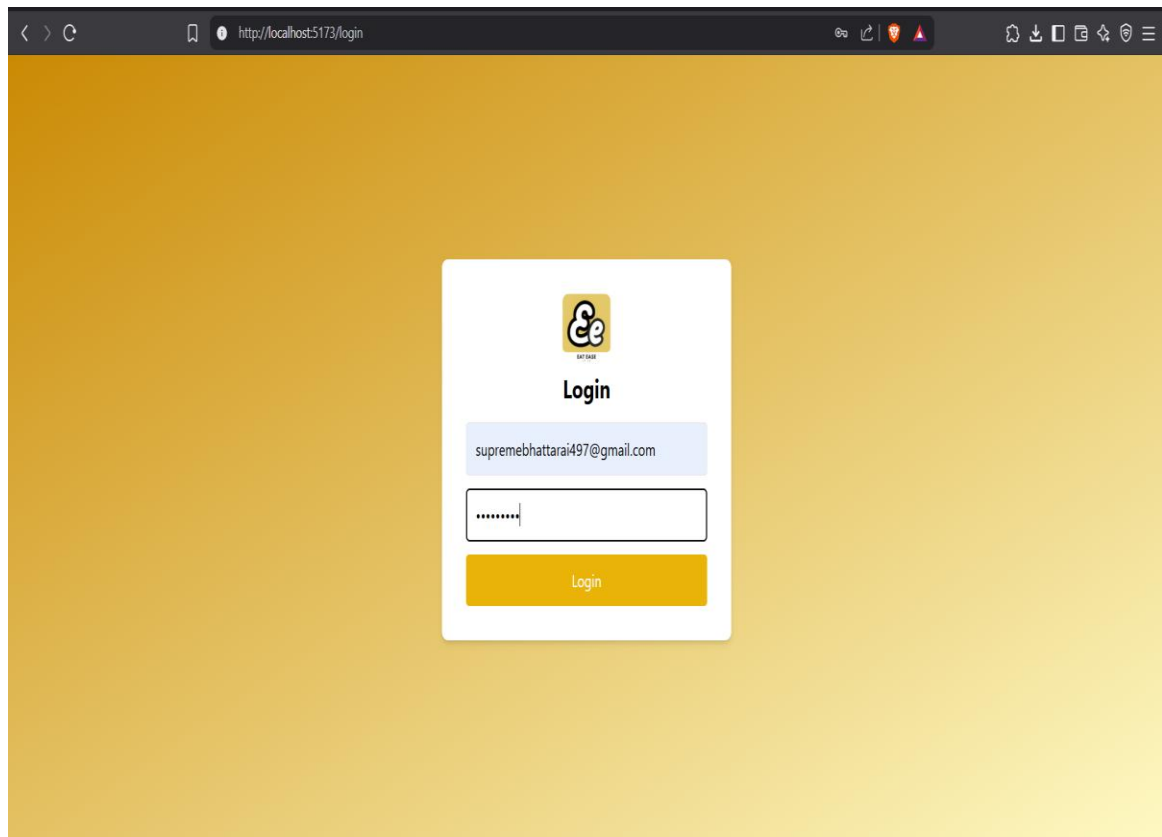 http://localhost:5173/login
Ee
EAT EASE
Login
supremebhattarai497@gmail.com
•••••••••
Login